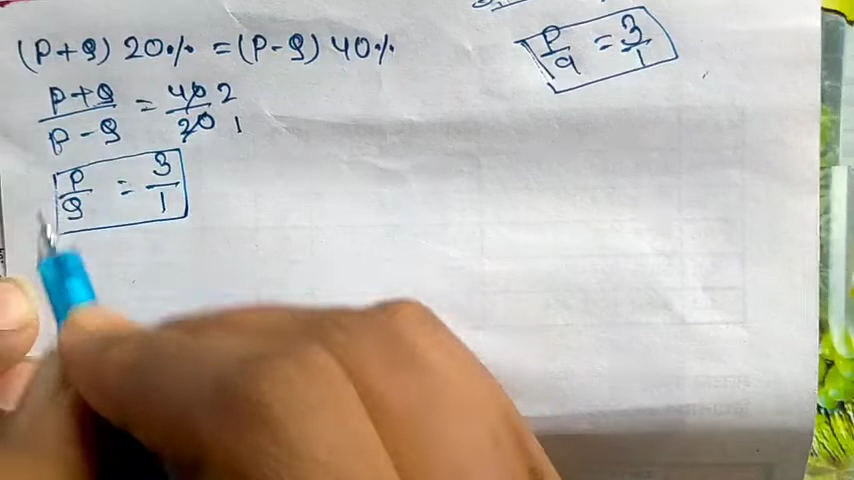 (P+Q) 20% = (P-Q) 40%
P+Q / P-Q = 40 2 / 20 1
P/Q = 3/1
P/q = 3/1